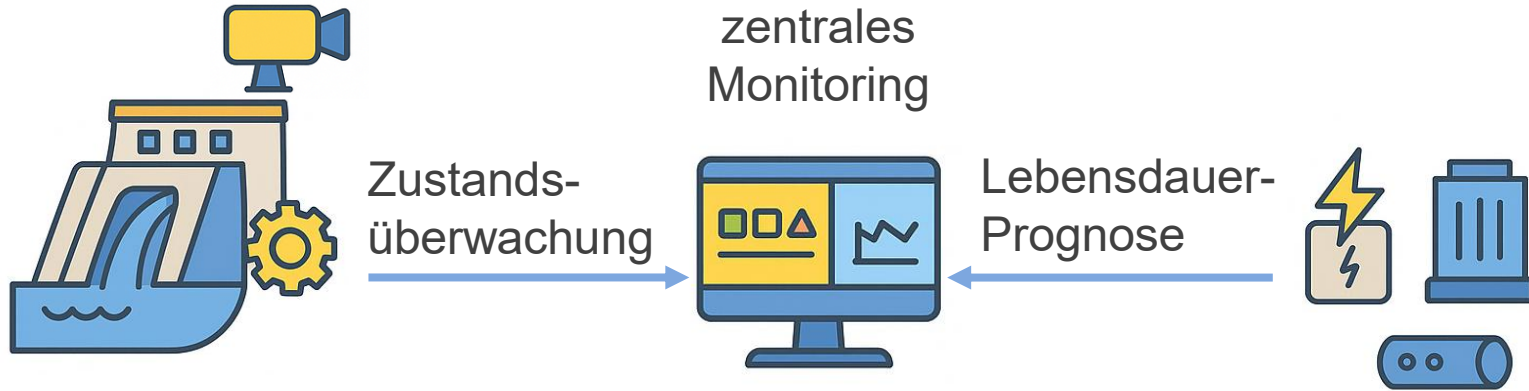 zentrales
Monitoring
Zustands-
überwachung
Lebensdauer-
Prognose